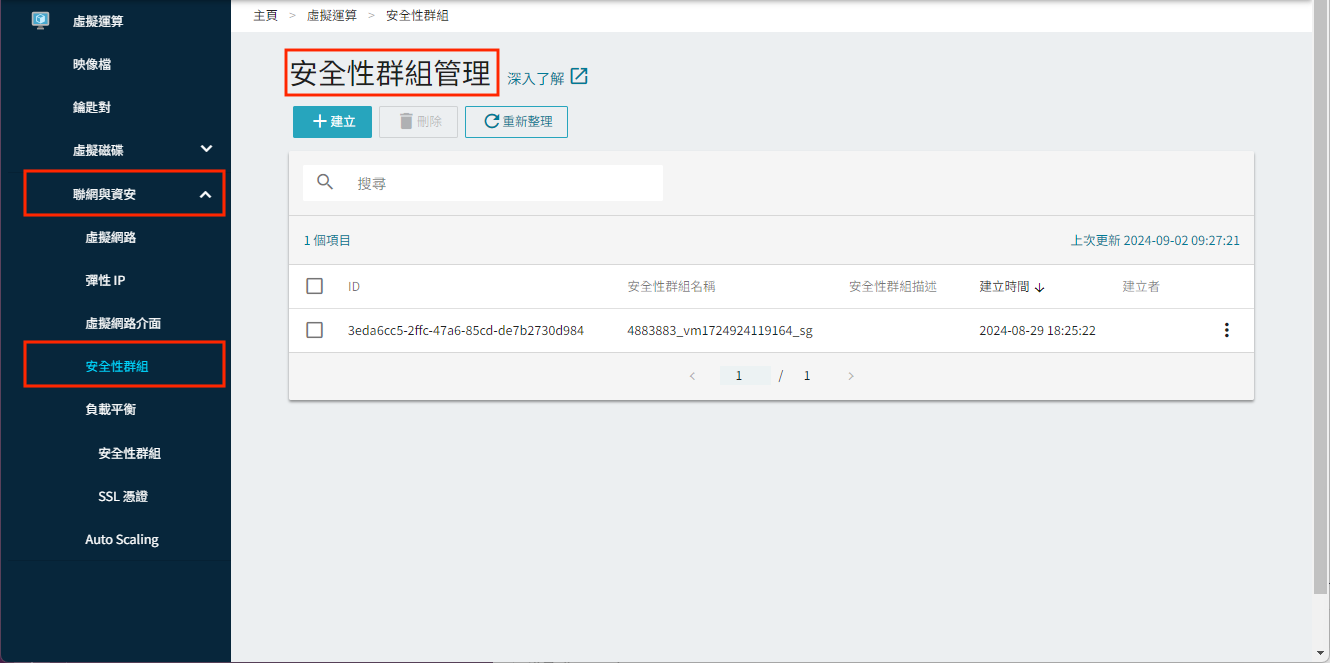 虛擬運算
映像檔
鑰匙對
虛擬磁碟
聯網與資安
虛擬網路
彈性 IP
虛擬網路介面
安全性群組
負載平衡
安全性群組
SSL 憑證
Auto Scaling
主頁 > 虛擬運算 > 安全性群組
安全性群組管理 深入了解
建立 刪除 重新整理
搜尋
1 個項目 上次更新 2024-09-02 09:27:21
ID 安全性群組名稱 安全性群組描述 建立時間 建立者
3eda6cc5-2ffc-47a6-85cd-de7b2730d984 4883883_vm1724924119164_sg 2024-08-29 18:25:22
1 / 1